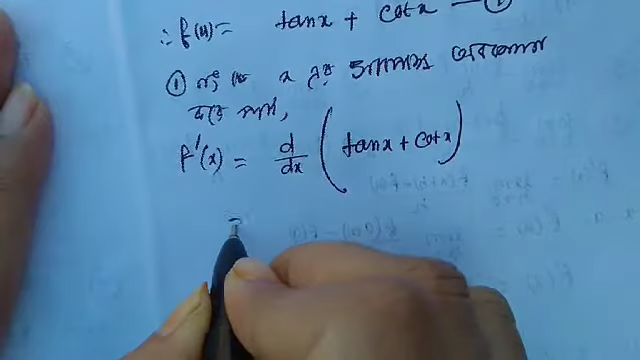 ∴ f(x) = tanx + cotx — ①
① নং কে x এর সাপেক্ষে অন্তরীকরণ
করে পাই,
f'(x) = d/dx (tanx + cotx)